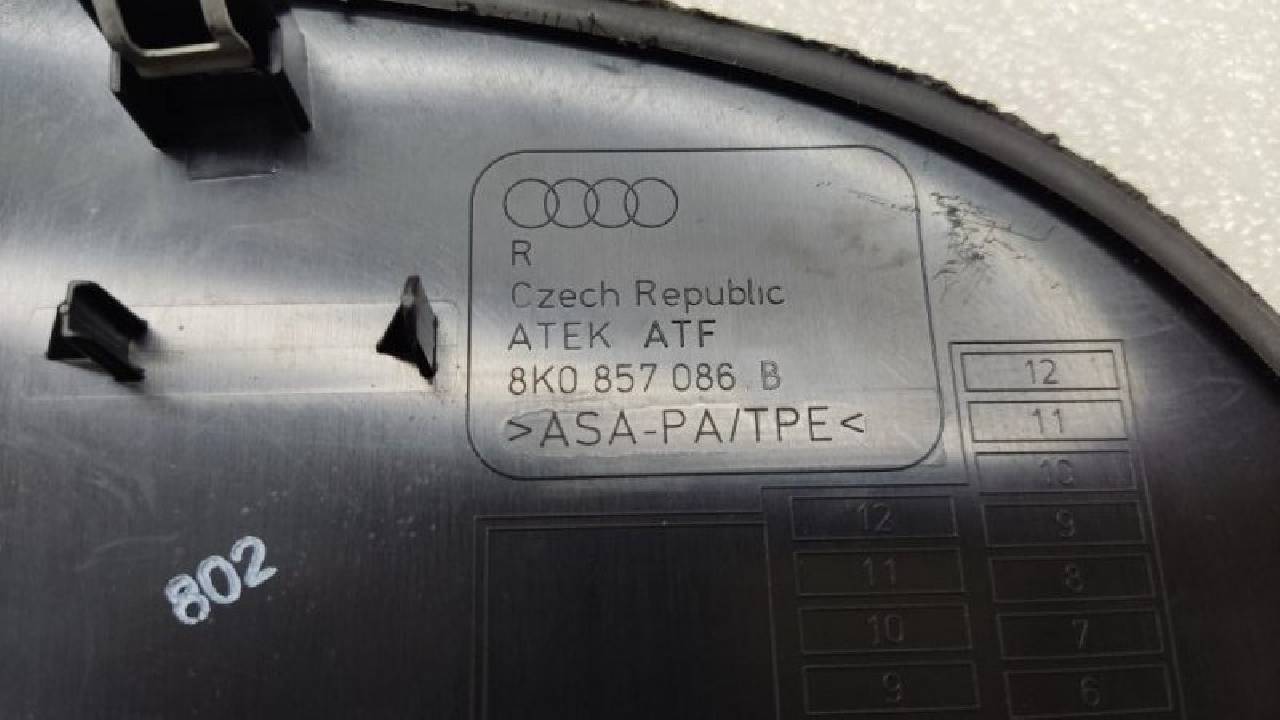 R
Czech Republic
ATEK ATF
8K0 857 086 B
>ASA-PA/TPE<
802
12
11
10
9
8
7
6
12
11
10
9